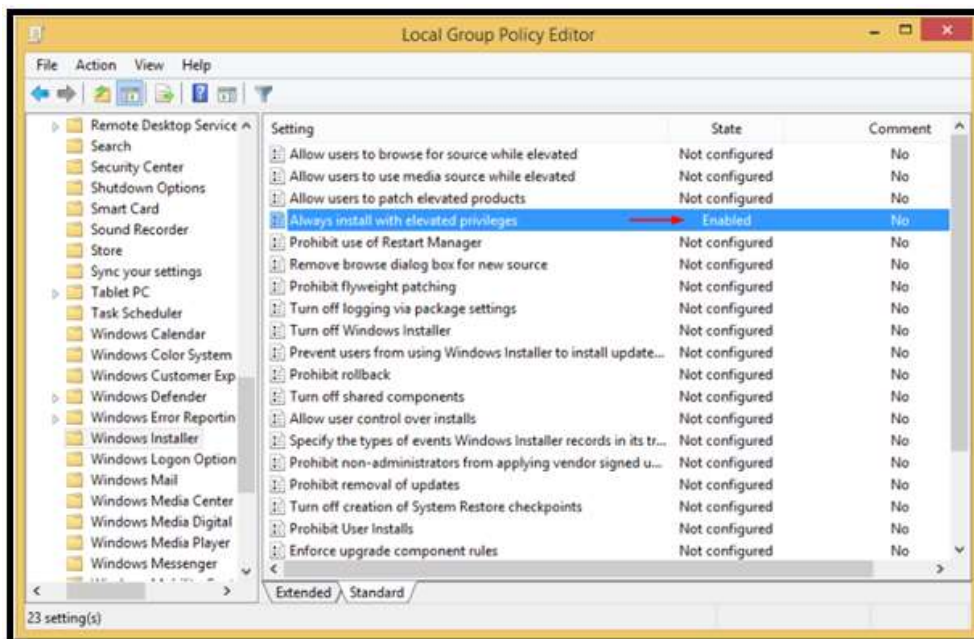 Local Group Policy Editor
File Action View Help
Remote Desktop Service
Search
Security Center
Shutdown Options
Smart Card
Sound Recorder
Store
Sync your settings
Tablet PC
Task Scheduler
Windows Calendar
Windows Color System
Windows Customer Exp
Windows Defender
Windows Error Reportin
Windows Installer
Windows Logon Option
Windows Mail
Windows Media Center
Windows Media Digital
Windows Media Player
Windows Messenger
Setting State Comment
Allow users to browse for source while elevated Not configured No
Allow users to use media source while elevated Not configured No
Allow users to patch elevated products Not configured No
Always install with elevated privileges Enabled No
Prohibit use of Restart Manager Not configured No
Remove browse dialog box for new source Not configured No
Prohibit flyweight patching Not configured No
Turn off logging via package settings Not configured No
Turn off Windows Installer Not configured No
Prevent users from using Windows Installer to install update... Not configured No
Prohibit rollback Not configured No
Turn off shared components Not configured No
Allow user control over installs Not configured No
Specify the types of events Windows Installer records in its tr... Not configured No
Prohibit non-administrators from applying vendor signed u... Not configured No
Prohibit removal of updates Not configured No
Turn off creation of System Restore checkpoints Not configured No
Prohibit User Installs Not configured No
Enforce upgrade component rules Not configured No
Extended Standard
23 setting(s)